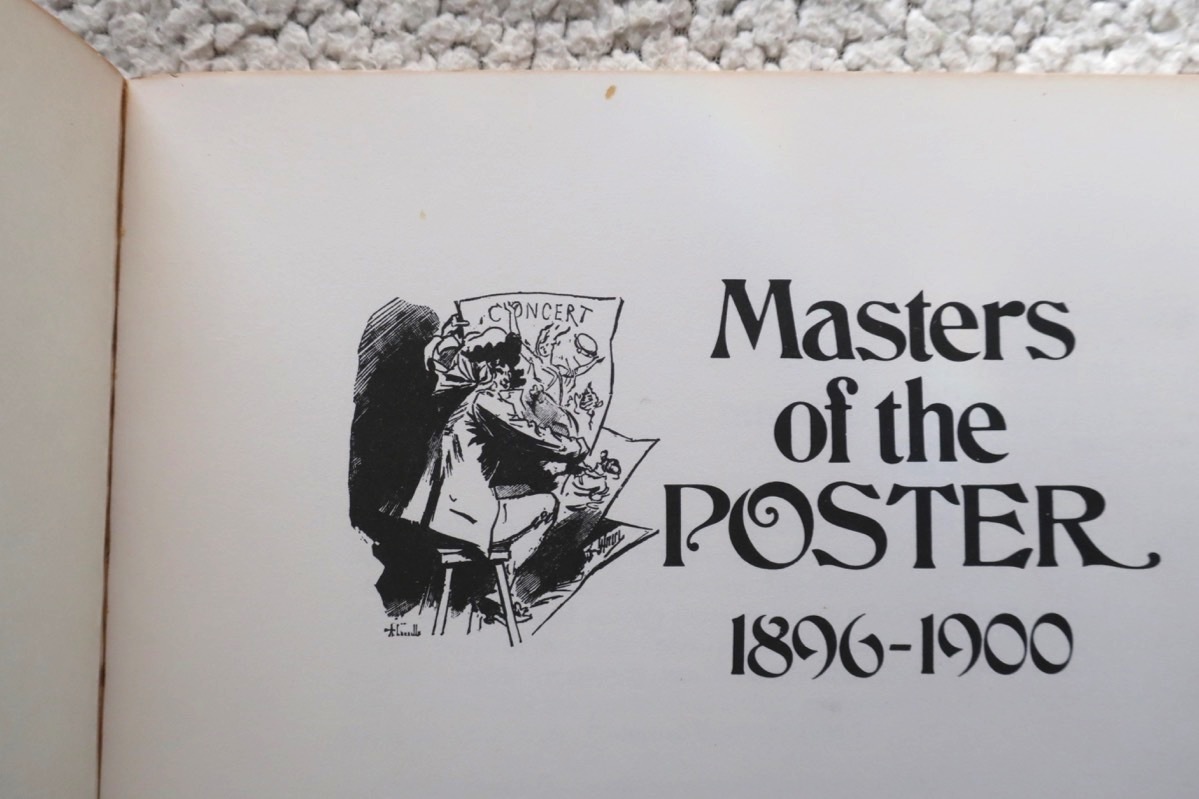 CONCERT
Masters
of the
POSTER
1896-1900